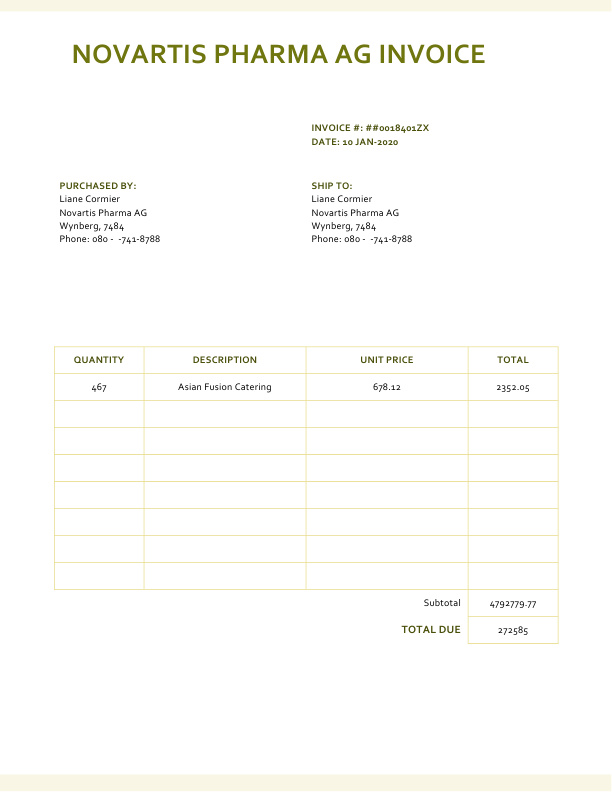 NOVARTIS PHARMA AG INVOICE
INVOICE #: ##0018401ZX
DATE: 10 JAN-2020
PURCHASED BY:
Liane Cormier
Novartis Pharma AG
Wynberg, 7484
Phone: 080 -  -741-8788
SHIP TO:
Liane Cormier
Novartis Pharma AG
Wynberg, 7484
Phone: 080 -  -741-8788
QUANTITY DESCRIPTION UNIT PRICE TOTAL
467 Asian Fusion Catering 678.12 2352.05
Subtotal 4792779.77
TOTAL DUE 272585